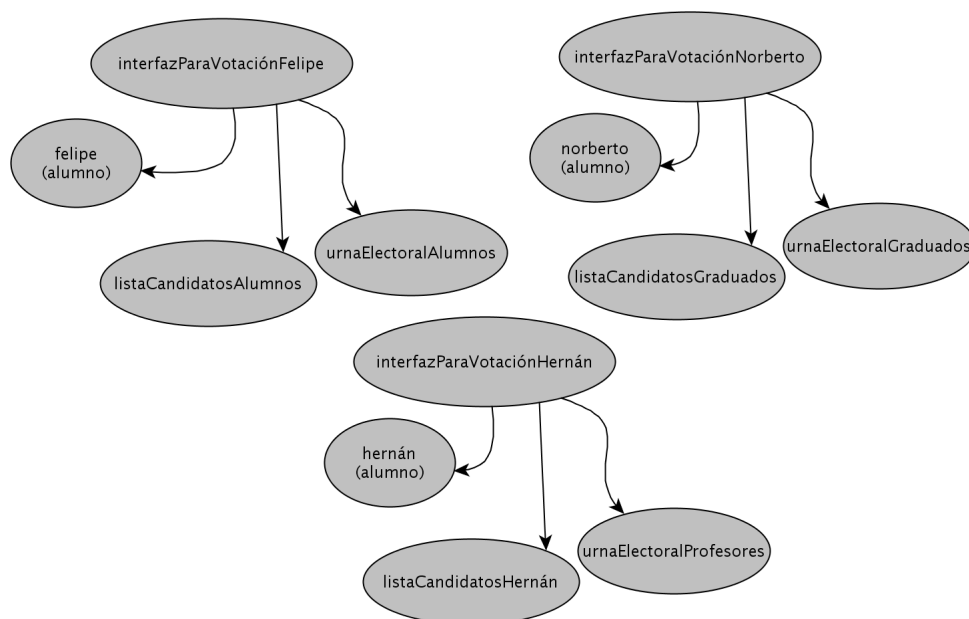 interfazParaVotaciónFelipe
felipe
(alumno)
listaCandidatosAlumnos
urnaElectoralAlumnos
interfazParaVotaciónNorberto
norberto
(alumno)
listaCandidatosGraduados
urnaElectoralGraduados
interfazParaVotaciónHernán
hernán
(alumno)
listaCandidatosHernán
urnaElectoralProfesores